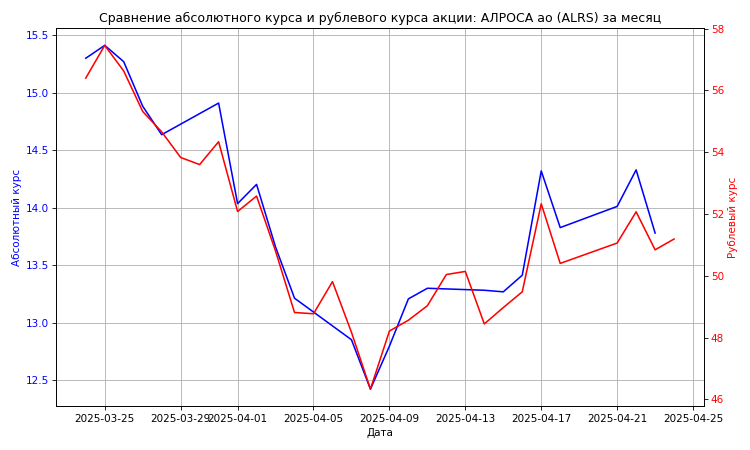 Сравнение абсолютного курса и рублевого курса акции: АЛРОСА ао (ALRS) за месяц
15.5
15.0
14.5
14.0
13.5
13.0
12.5
Абсолютный курс
58
56
54
52
50
48
46
Рублевый курс
2025-03-25 2025-03-29 2025-04-01 2025-04-05 2025-04-09 2025-04-13 2025-04-17 2025-04-21 2025-04-25
Дата